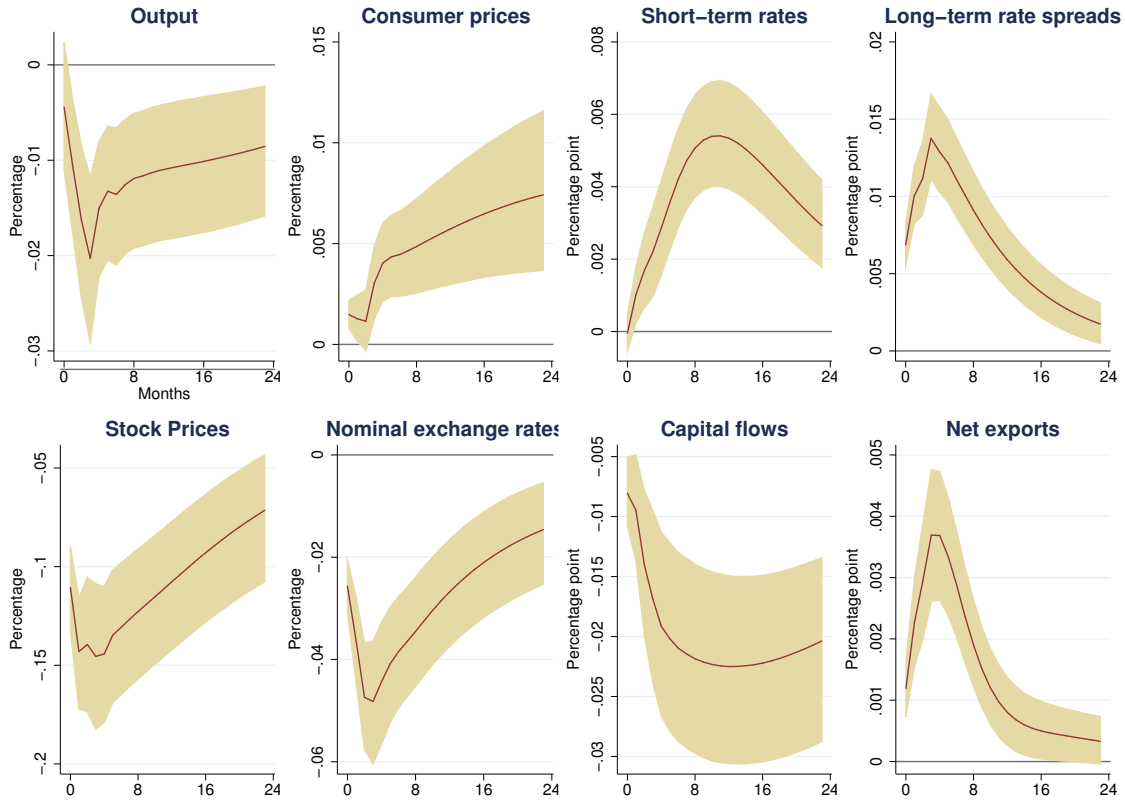 Output
Percentage
0
−.01
−.02
−.03
0 8 16 24
Months
Consumer prices
Percentage
.015
.01
.005
0
0 8 16 24
Short−term rates
Percentage point
.008
.006
.004
.002
0
0 8 16 24
Long−term rate spreads
Percentage point
.02
.015
.01
.005
0
0 8 16 24
Stock Prices
Percentage
−.05
−.1
−.15
−.2
0 8 16 24
Nominal exchange rates
Percentage
0
−.02
−.04
−.06
0 8 16 24
Capital flows
Percentage point
−.005
−.01
−.015
−.02
−.025
−.03
0 8 16 24
Net exports
Percentage point
.005
.004
.003
.002
.001
0
0 8 16 24